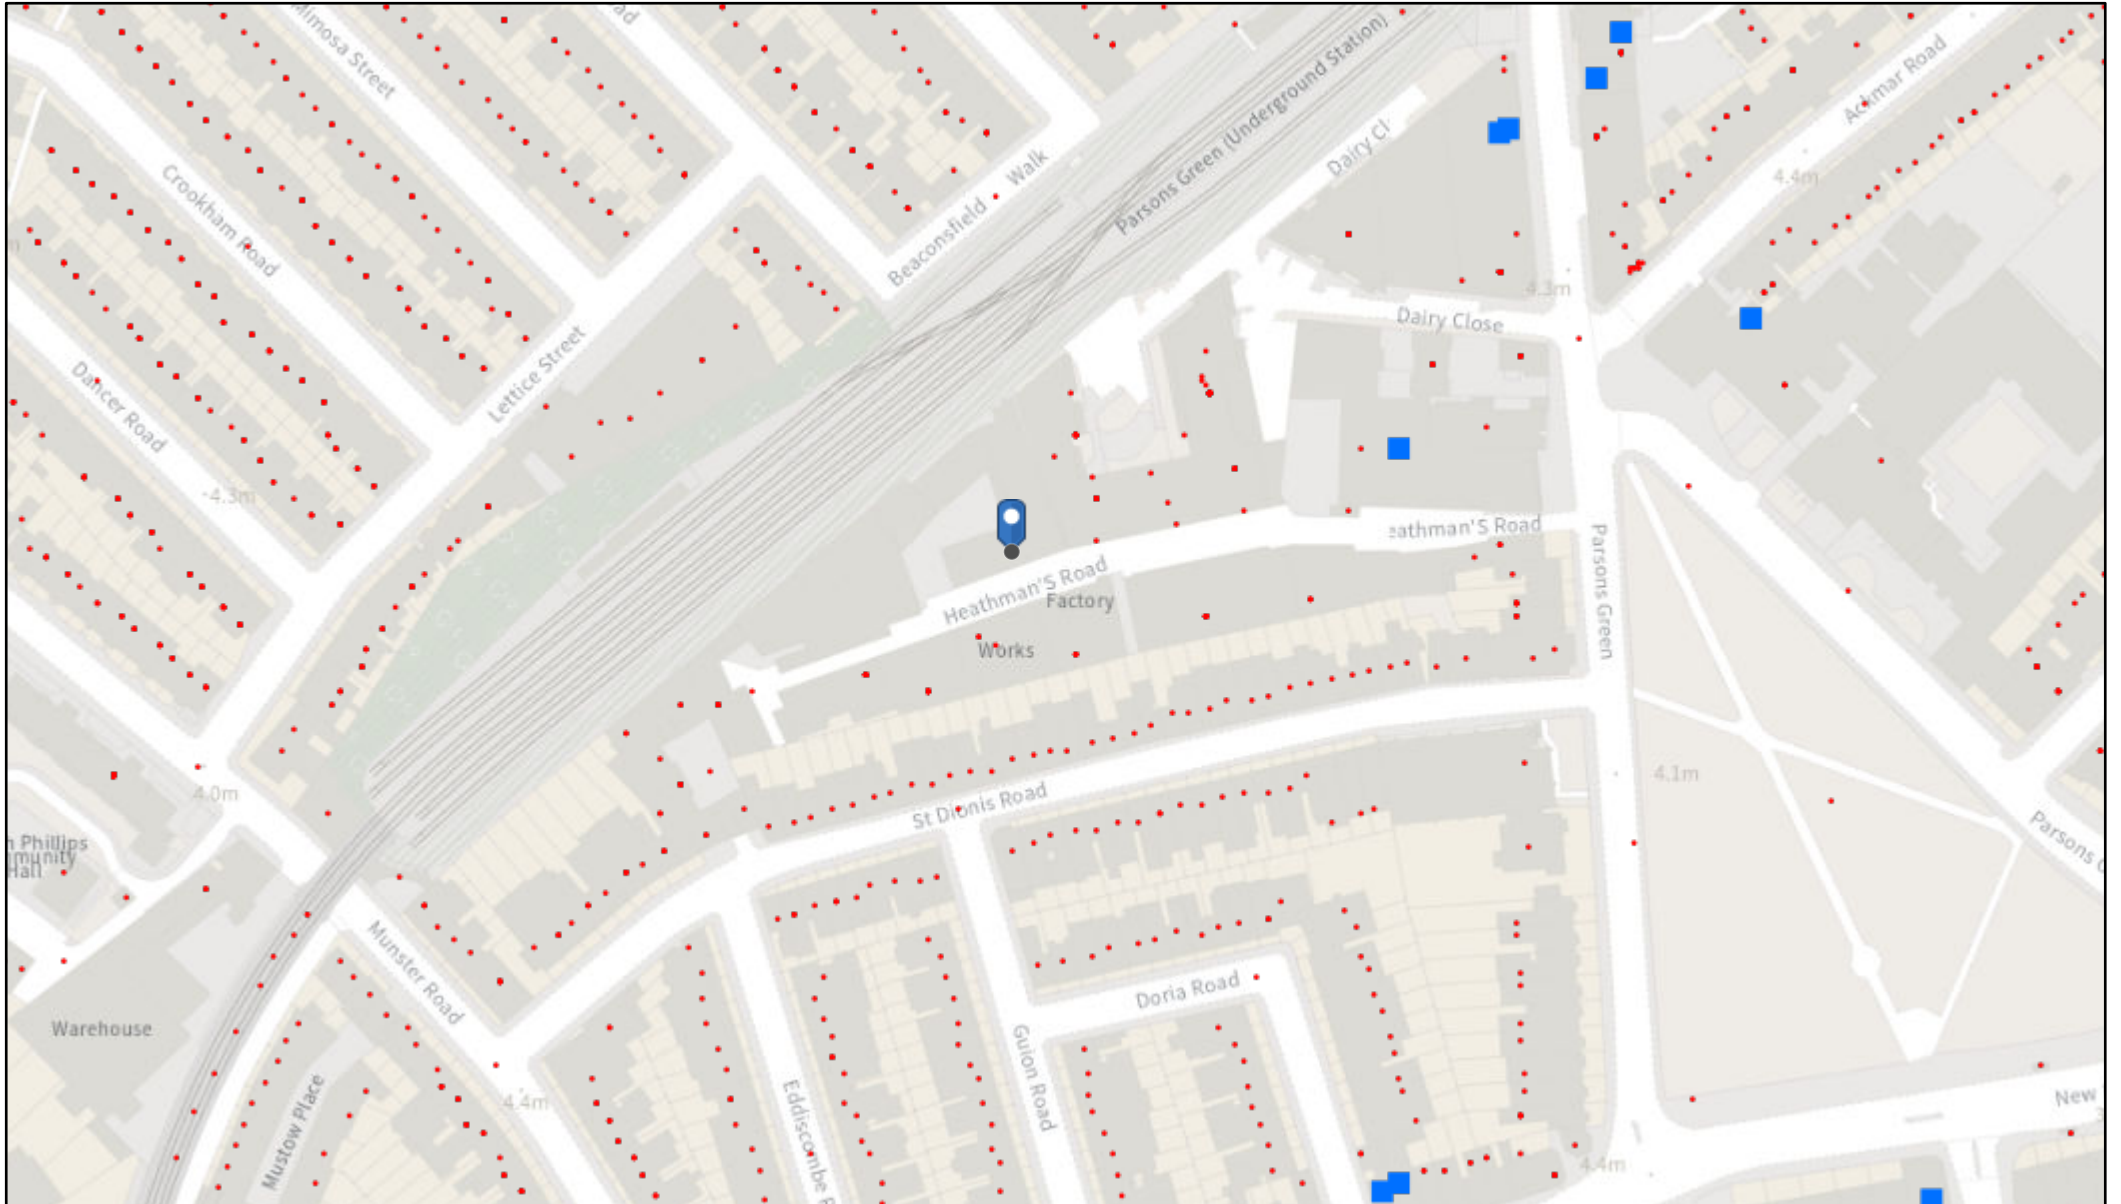 Mimosa Street
Parsons Green (Underground Station)
Ackmar Road
Dairy Cl
Beaconsfield Walk
4.4m
Crookham Road
4.3m
Dairy Close
Lettice Street
Dancer Road
4.3m
eathman'S Road
Parsons Green
Heathman'S Road
Factory
Works
4.1m
4.0m
St Dionis Road
Phillips
Hall
Parsons
Munster Road
Doria Road
Warehouse
Guion Road
Eddiscombe
4.4m
Mustow Place
New
4.4m